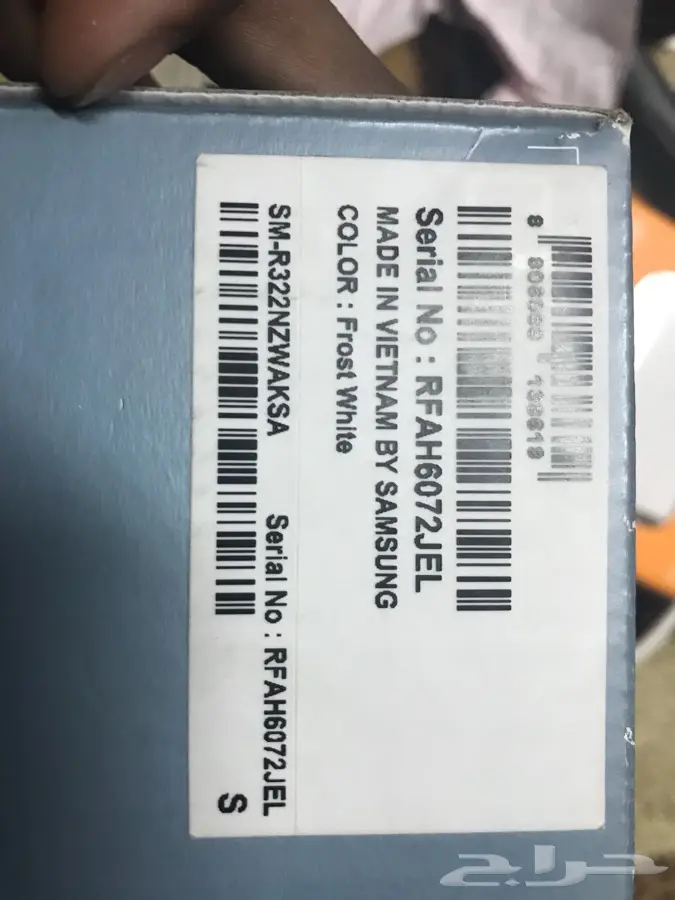 Serial No : RFAH6072JEL
MADE IN VIETNAM BY SAMSUNG
COLOR : Frost White
SM-R322NZWAKSA Serial No : RFAH6072JEL
S
حراج